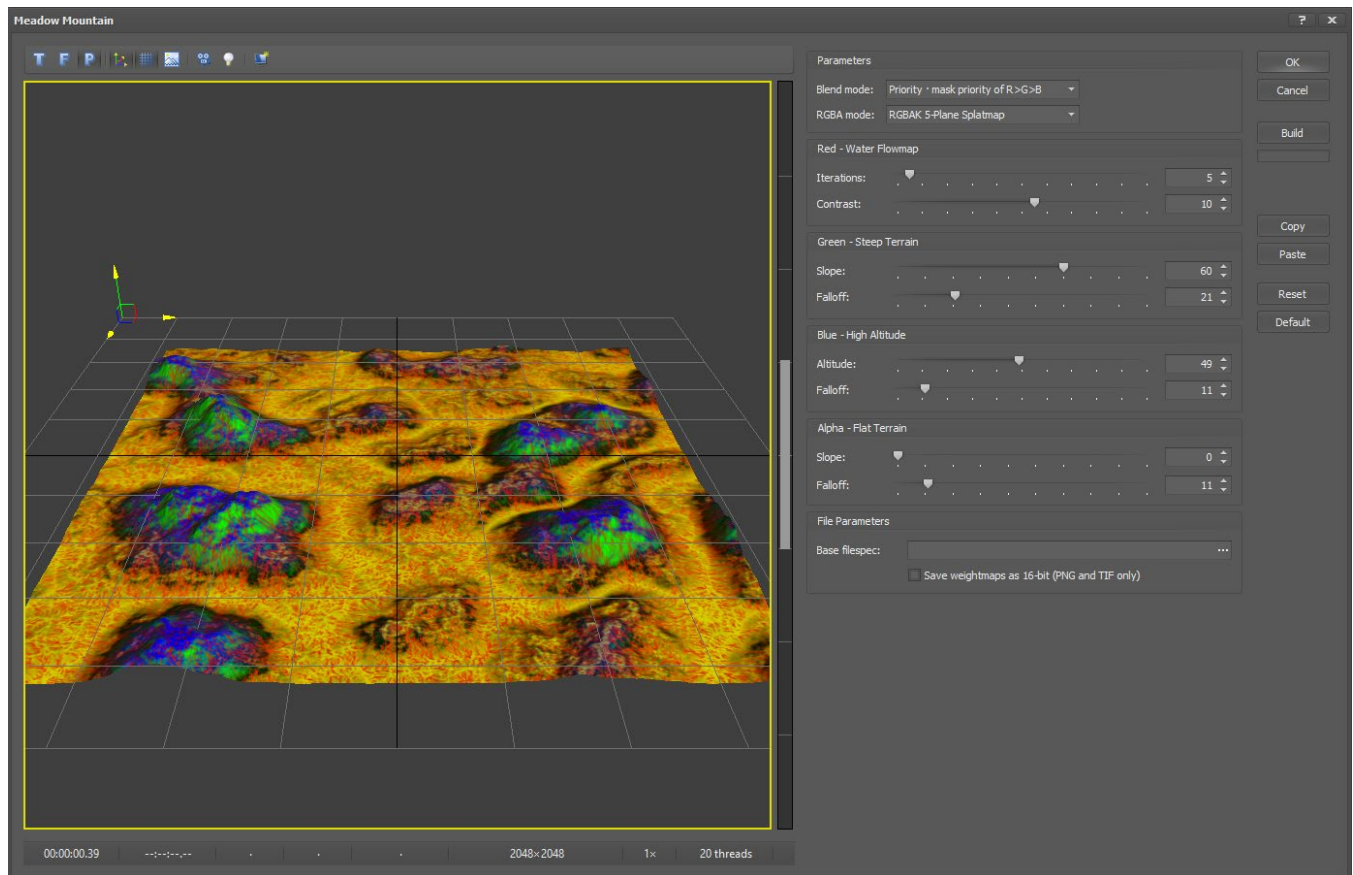 Meadow Mountain
? x
T F P
Parameters
Blend mode: Priority · mask priority of R>G>B
RGBA mode: RGBAK 5-Plane Splatmap
Red - Water Flowmap
Iterations: 5
Contrast: 10
Green - Steep Terrain
Slope: 60
Falloff: 21
Blue - High Altitude
Altitude: 49
Falloff: 11
Alpha - Flat Terrain
Slope: 0
Falloff: 11
File Parameters
Base filespec: ...
Save weightmaps as 16-bit (PNG and TIF only)
OK
Cancel
Build
Copy
Paste
Reset
Default
00:00:00.39 --:--:--.-- . . . 2048×2048 1× 20 threads